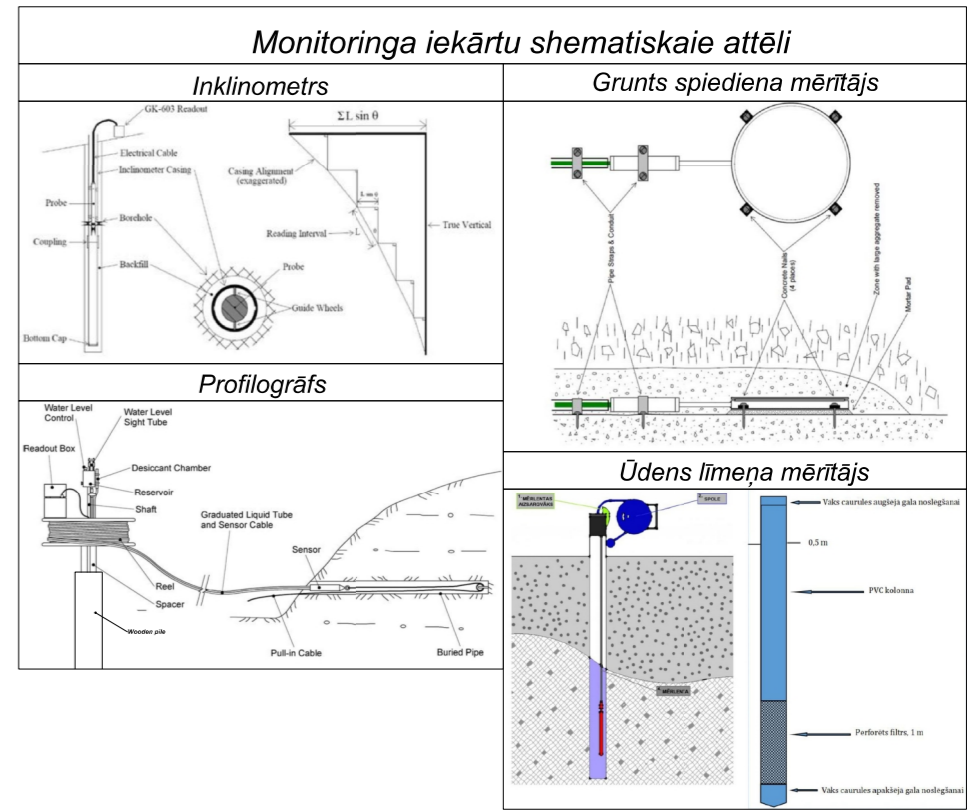 Monitoringa iekārtu shematiskaie attēli
Inklinometrs
GK-603 Readout
Electrical Cable
Inclinometer Casing
Probe
Borehole
Coupling
Backfill
Bottom Cap
Probe
Guide Wheels
ΣL sin θ
Casing Alignment
(exaggerated)
L sin θ
Reading Interval
L
θ
True Vertical
Grunts spiediena mērītājs
Pipe Straps & Conduit
Concrete Nails
(4 places)
Zone with large aggregate removed
Mortar Pad
Profilogrāfs
Water Level
Control
Water Level
Sight Tube
Readout Box
Desiccant Chamber
Reservoir
Shaft
Graduated Liquid Tube
and Sensor Cable
Sensor
Reel
Spacer
Wooden pile
Pull-in Cable
Buried Pipe
Ūdens līmeņa mērītājs
MĒRLENTAS
AIZSARGVĀKS
SPOLE
MĒRLENTA
Vaks caurules augšējā gala noslēgšanai
0,5 m
PVC kolonna
Perforēts filtrs, 1 m
Vaks caurules apakšējā gala noslēgšanai